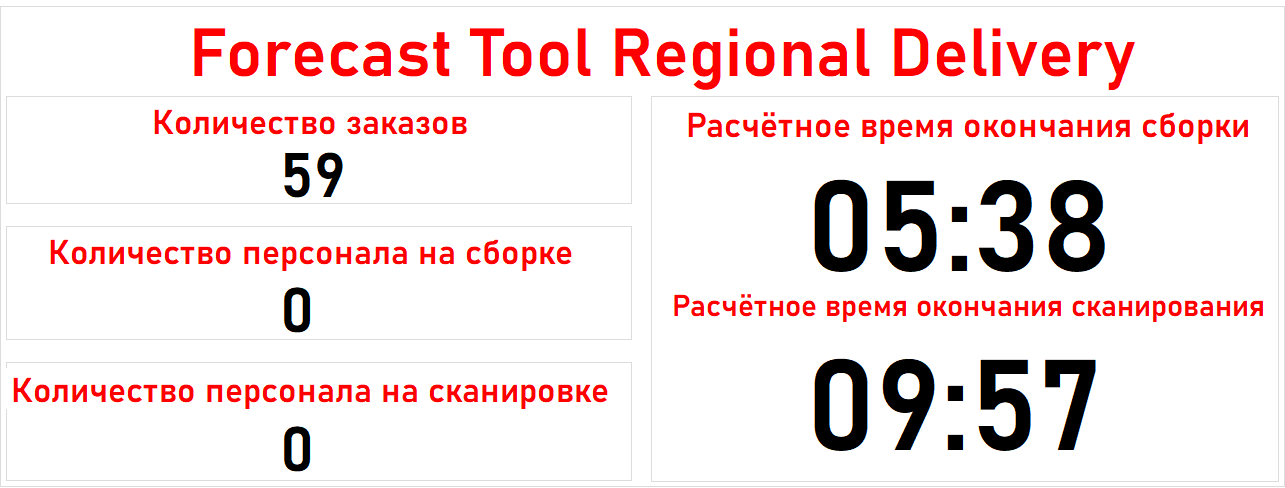 Forecast Tool Regional Delivery
Количество заказов
59
Количество персонала на сборке
0
Количество персонала на сканировке
0
Расчётное время окончания сборки
05:38
Расчётное время окончания сканирования
09:57